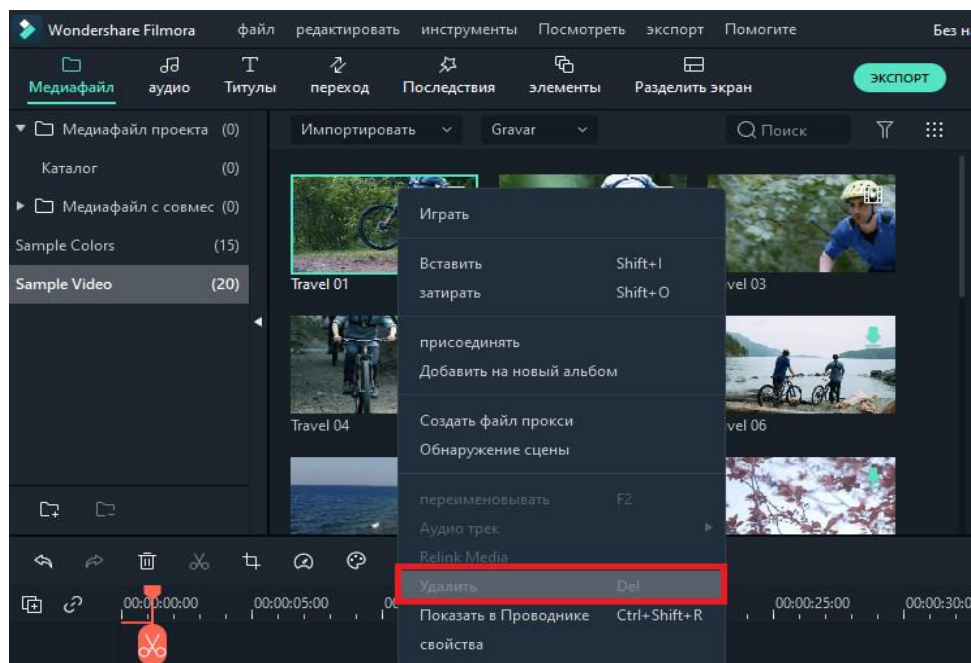 Wondershare Filmora файл редактировать инструменты Посмотреть экспорт Помогите Без н
Медиафайл аудио Титулы переход Последствия элементы Разделить экран ЭКСПОРТ
Медиафайл проекта (0)
Импортировать Gravar Поиск
Каталог (0)
Медиафайл с совмес (0)
Sample Colors (15)
Sample Video (20)
Travel 01
vel 03
Travel 04
vel 06
Играть
Вставить Shift+I
затирать Shift+O
присоединять
Добавить на новый альбом
Создать файл прокси
Обнаружение сцены
переименовывать F2
Аудио трек
Relink Media
Удалить Del
Показать в Проводнике Ctrl+Shift+R
свойства
00:00:00:00 00:00:05:00 00 00:00:25:00 00:00:30:0